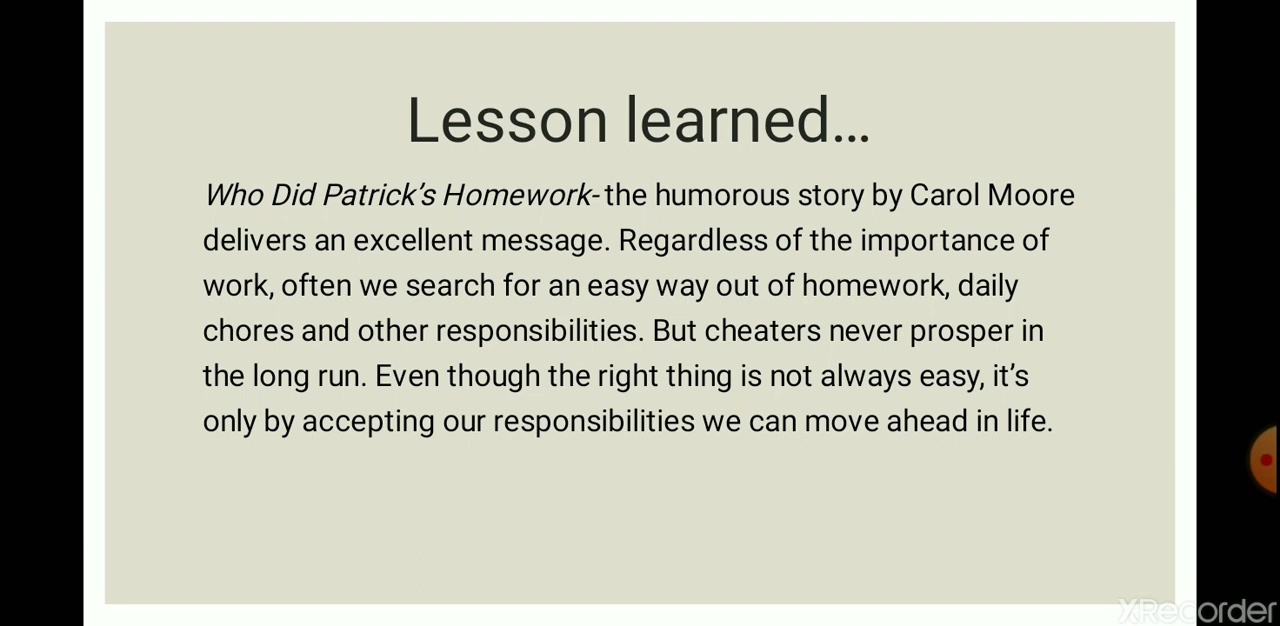 Lesson learned...
Who Did Patrick's Homework- the humorous story by Carol Moore
delivers an excellent message. Regardless of the importance of
work, often we search for an easy way out of homework, daily
chores and other responsibilities. But cheaters never prosper in
the long run. Even though the right thing is not always easy, it's
only by accepting our responsibilities we can move ahead in life.
XRecorder